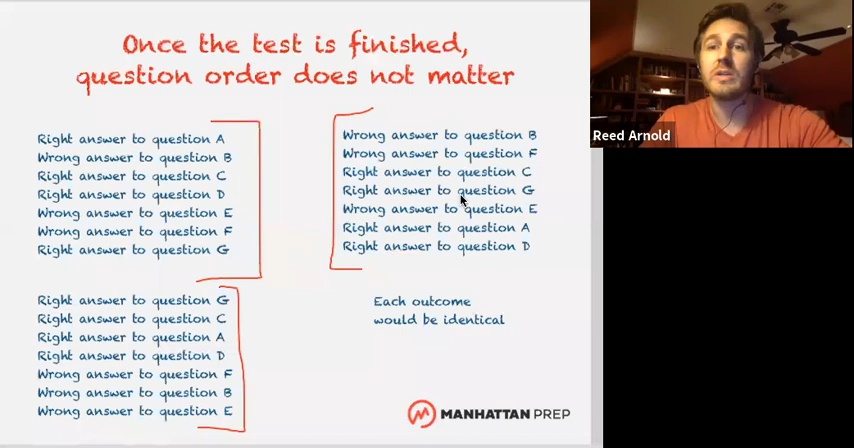 Once the test is finished,
question order does not matter
Right answer to question A
Wrong answer to question B
Right answer to question C
Right answer to question D
Wrong answer to question E
Wrong answer to question F
Right answer to question G
Wrong answer to question B
Wrong answer to question F
Right answer to question C
Right answer to question G
Wrong answer to question E
Right answer to question A
Right answer to question D
Right answer to question G
Right answer to question C
Right answer to question A
Right answer to question D
Wrong answer to question F
Wrong answer to question B
Wrong answer to question E
Each outcome
would be identical
MANHATTAN PREP
Reed Arnold